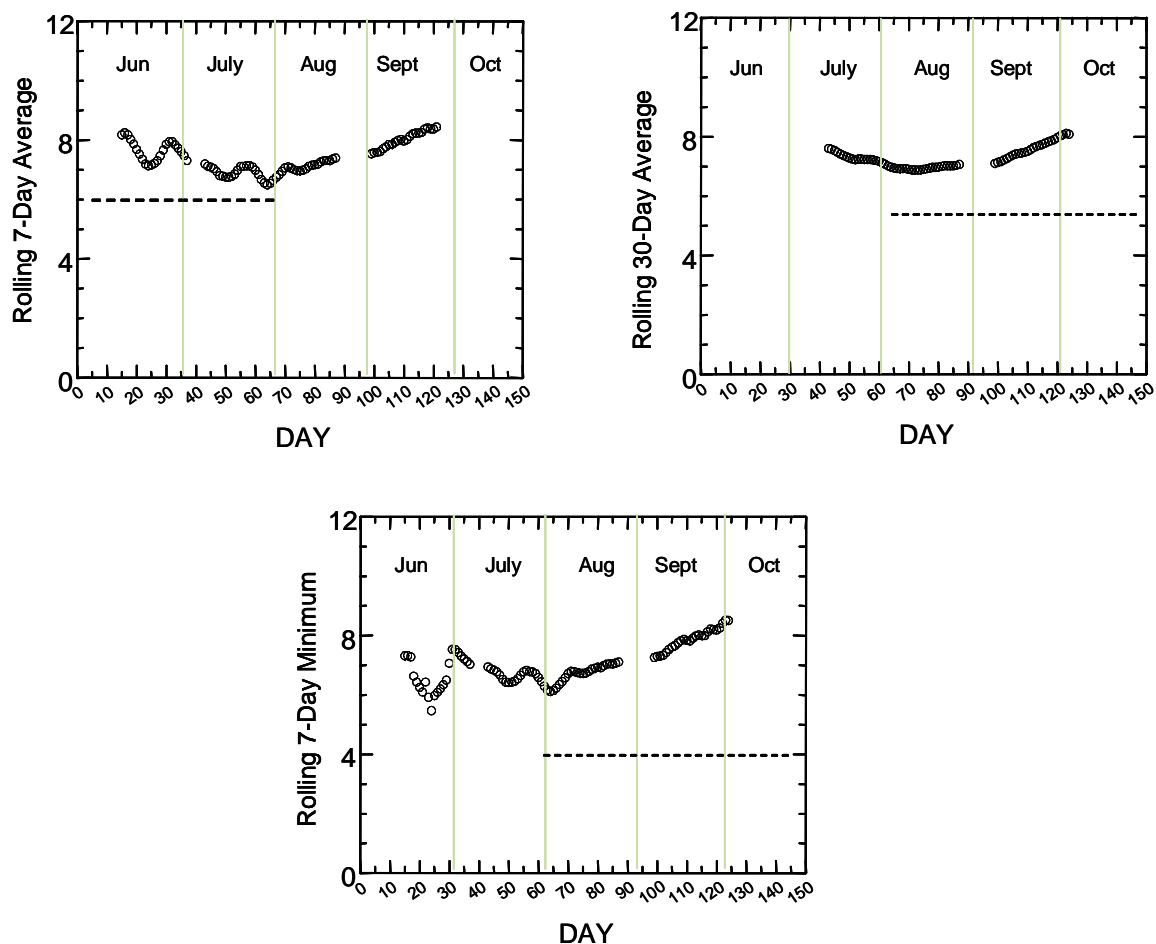 Rolling 7-Day Average
12
8
4
0
Jun July Aug Sept Oct
0 10 20 30 40 50 60 70 80 90 100 110 120 130 140 150
DAY
Rolling 30-Day Average
12
8
4
0
Jun July Aug Sept Oct
0 10 20 30 40 50 60 70 80 90 100 110 120 130 140 150
DAY
Rolling 7-Day Minimum
12
8
4
0
Jun July Aug Sept Oct
0 10 20 30 40 50 60 70 80 90 100 110 120 130 140 150
DAY